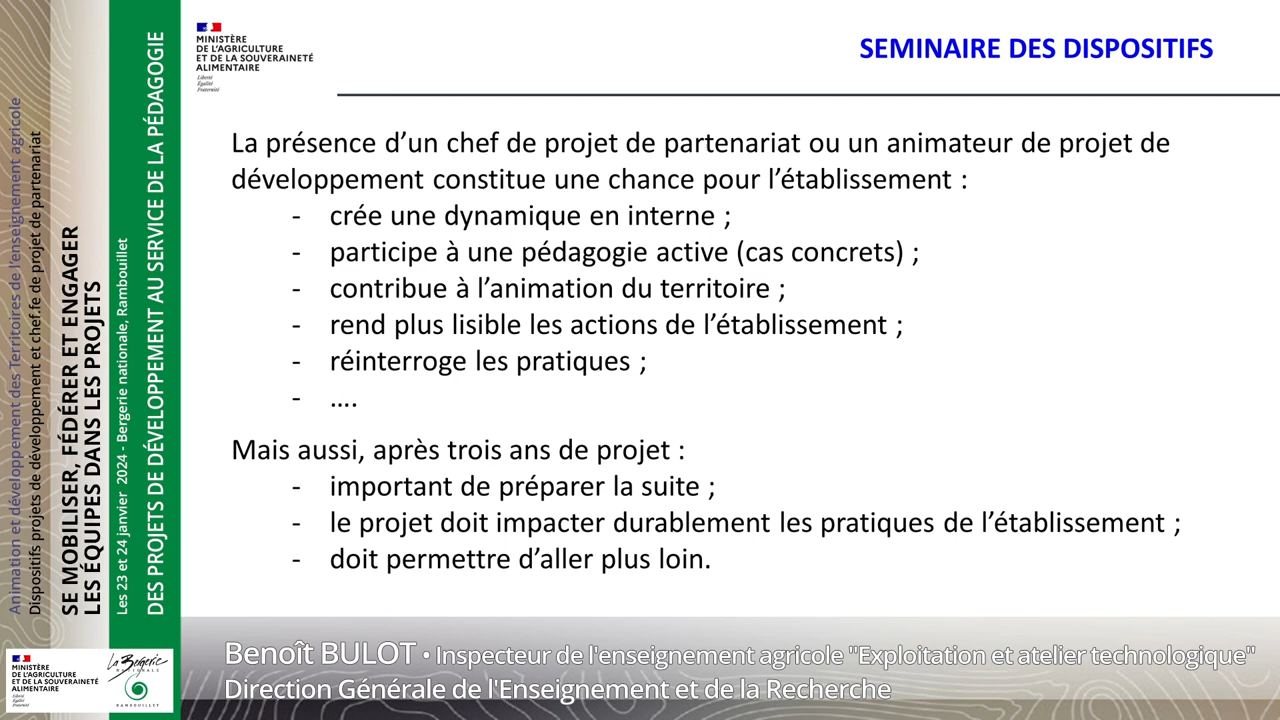 Animation et développement des Territoires de l'enseignement agricole
Dispositifs projets de développement et chef.fe de projet de partenariat
SE MOBILISER, FÉDÉRER ET ENGAGER
LES ÉQUIPES DANS LES PROJETS
Les 23 et 24 janvier 2024 - Bergerie nationale, Rambouillet
DES PROJETS DE DÉVELOPPEMENT AU SERVICE DE LA PÉDAGOGIE
MINISTÈRE
DE L'AGRICULTURE
ET DE LA SOUVERAINETÉ
ALIMENTAIRE
Liberté
Égalité
Fraternité
SEMINAIRE DES DISPOSITIFS
La présence d’un chef de projet de partenariat ou un animateur de projet de
développement constitue une chance pour l’établissement :
- crée une dynamique en interne ;
- participe à une pédagogie active (cas concrets) ;
- contribue à l’animation du territoire ;
- rend plus lisible les actions de l’établissement ;
- réinterroge les pratiques ;
- ….
Mais aussi, après trois ans de projet :
- important de préparer la suite ;
- le projet doit impacter durablement les pratiques de l’établissement ;
- doit permettre d’aller plus loin.
Benoît BULOT • Inspecteur de l'enseignement agricole "Exploitation et atelier technologique"
Direction Générale de l'Enseignement et de la Recherche
MINISTÈRE
DE L'AGRICULTURE
ET DE LA SOUVERAINETÉ
ALIMENTAIRE
Liberté
Égalité
Fraternité
La Bergerie
NATIONALE
RAMBOUILLET